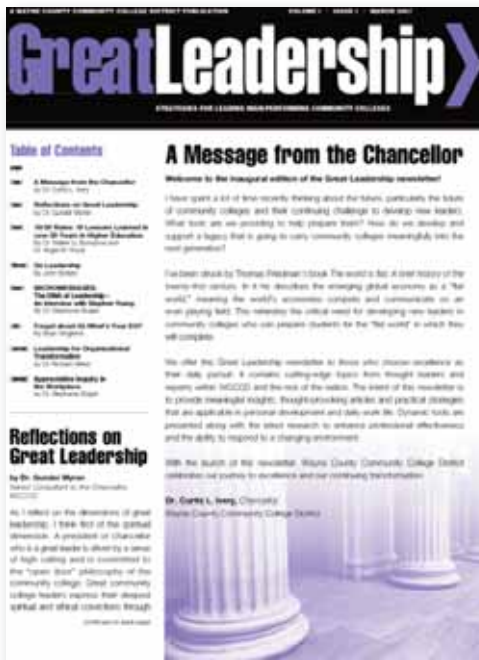 A WAYNE COUNTY COMMUNITY COLLEGE DISTRICT PUBLICATION
VOLUME 1 ISSUE 1 MARCH 2007
GreatLeadership
STRATEGIES FOR LEADING HIGH-PERFORMING COMMUNITY COLLEGES
Table of Contents
A Message from the Chancellor
Reflections on Great Leadership
On Leadership
Leadership for Organizational
Transformation
Appreciative Inquiry in
the Workplace
Reflections on
Great Leadership
by Dr. Gunder Myran
Senior Consultant to the Chancellor,
WCCCD
As I reflect on the dimensions of great
leadership, I think first of the spiritual
dimension. A president or Chancellor
who is a great leader is driven by a sense
of high calling and is committed to
the "open door" philosophy of the
community college. Great community
college leaders express their deepest
spiritual and ethical convictions through
A Message from the Chancellor
Welcome to the inaugural edition of the Great Leadership newsletter!
I have spent a lot of time recently thinking about the future, particularly the future
of community colleges and their continuing challenge to develop new leaders.
What tools are we providing to help prepare them? How do we develop and
support a legacy that is going to carry community colleges meaningfully into the
next generation?
I've been struck by Thomas Friedman's book The world is flat: A brief history of the
twenty-first century. In it he describes the emerging global economy as a "flat
world," meaning the world's economies compete and communicate on an
even playing field. This reiterates the critical need for developing new leaders in
community colleges who can prepare students for the "flat world" in which they
will compete.
We offer this Great Leadership newsletter to those who choose excellence as
their daily pursuit. It contains cutting-edge topics from thought leaders and
experts within WCCCD and the rest of the nation. The intent of this newsletter is
to provide meaningful insights, thought-provoking articles and practical strategies
that are applicable in personal development and daily work life. Dynamic tools are
presented along with the latest research to enhance professional effectiveness
and the ability to respond to a changing environment.
With the launch of this newsletter, Wayne County Community College District
celebrates our journey to excellence and our continuing transformation.
Dr. Curtis L. Ivery, Chancellor
Wayne County Community College District